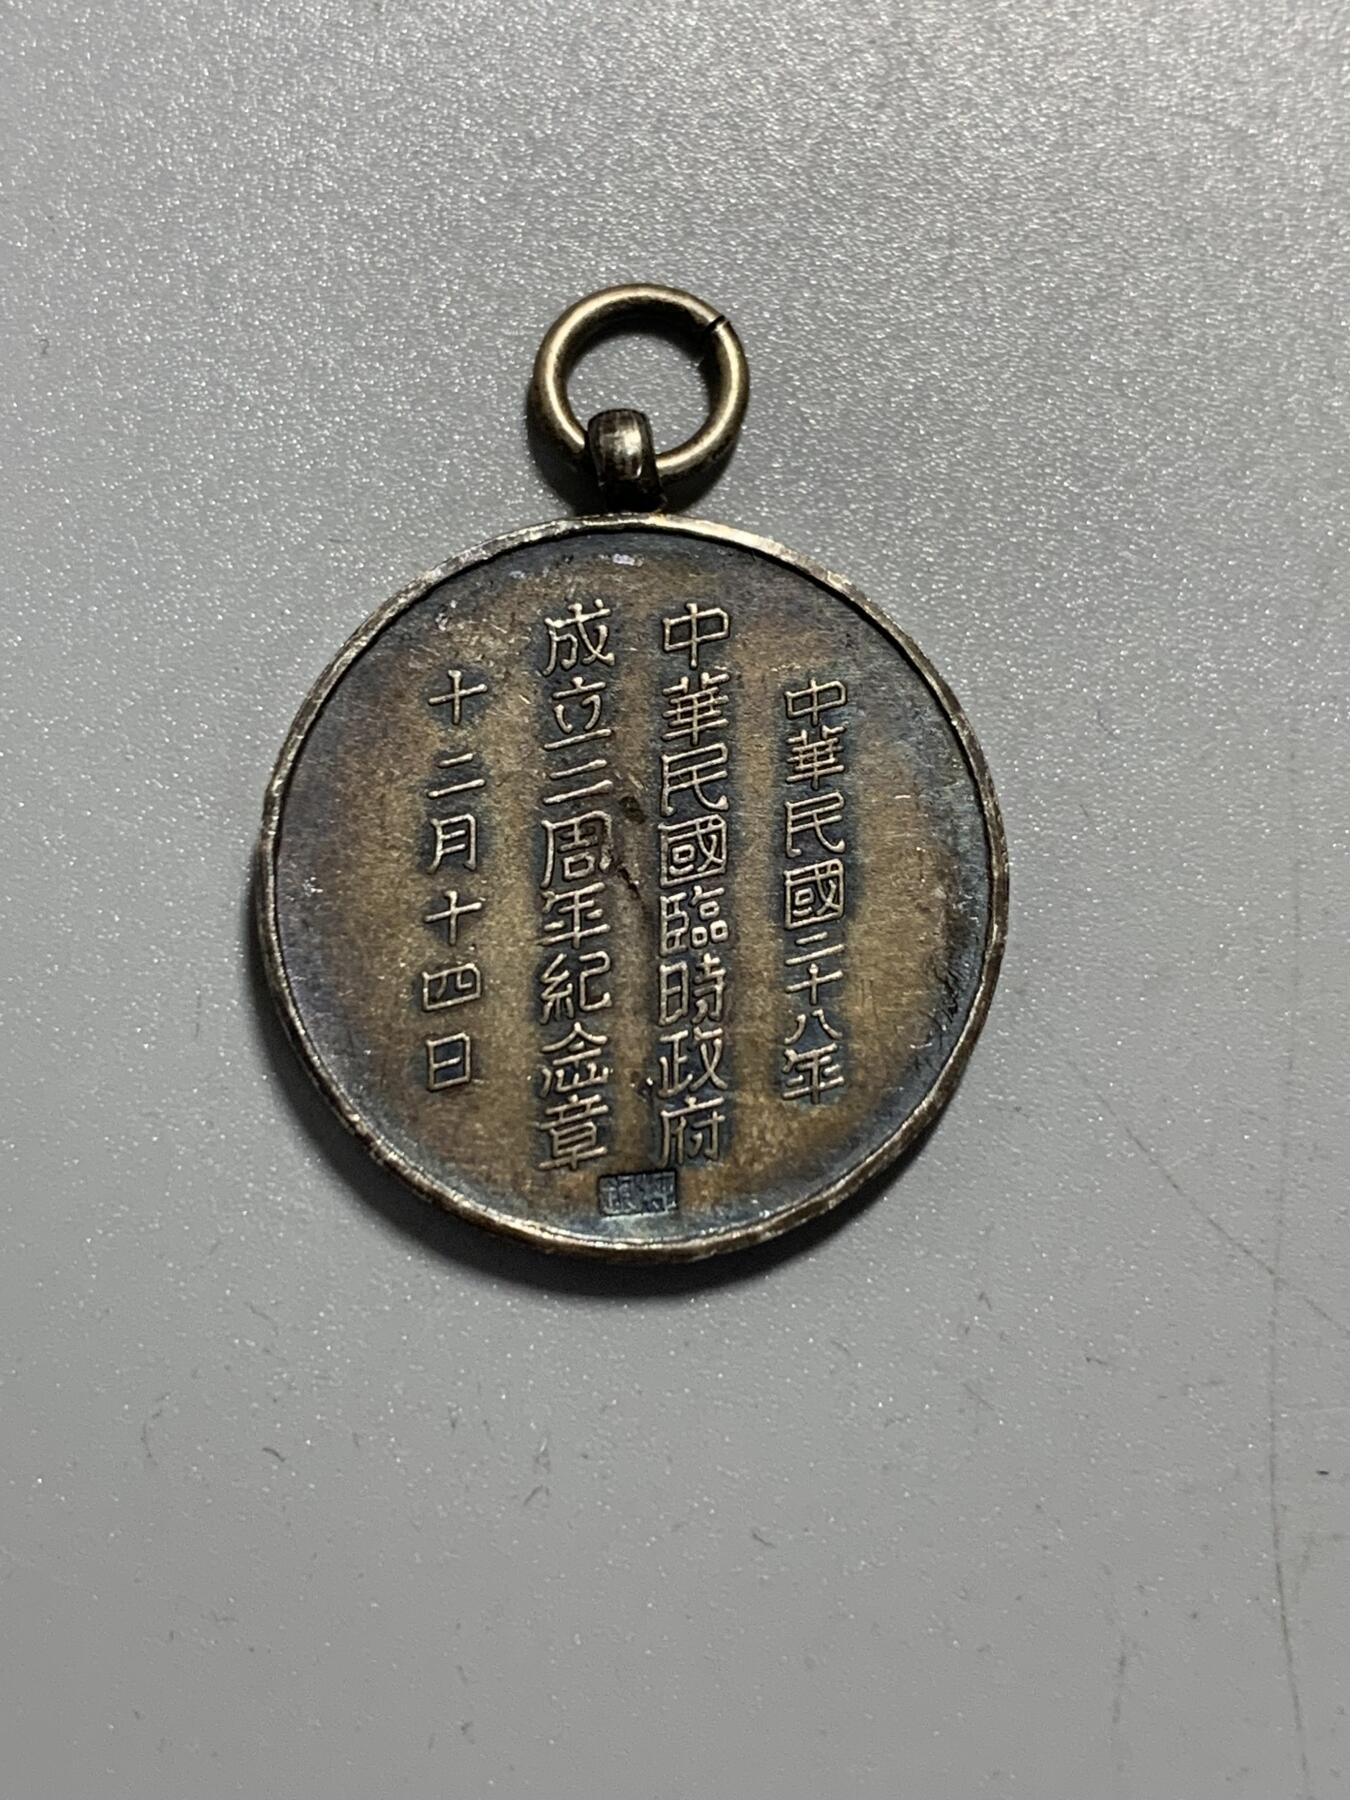 中華民國二十八年
中華民國臨時政府
成立二周年紀念章
十二月十四日